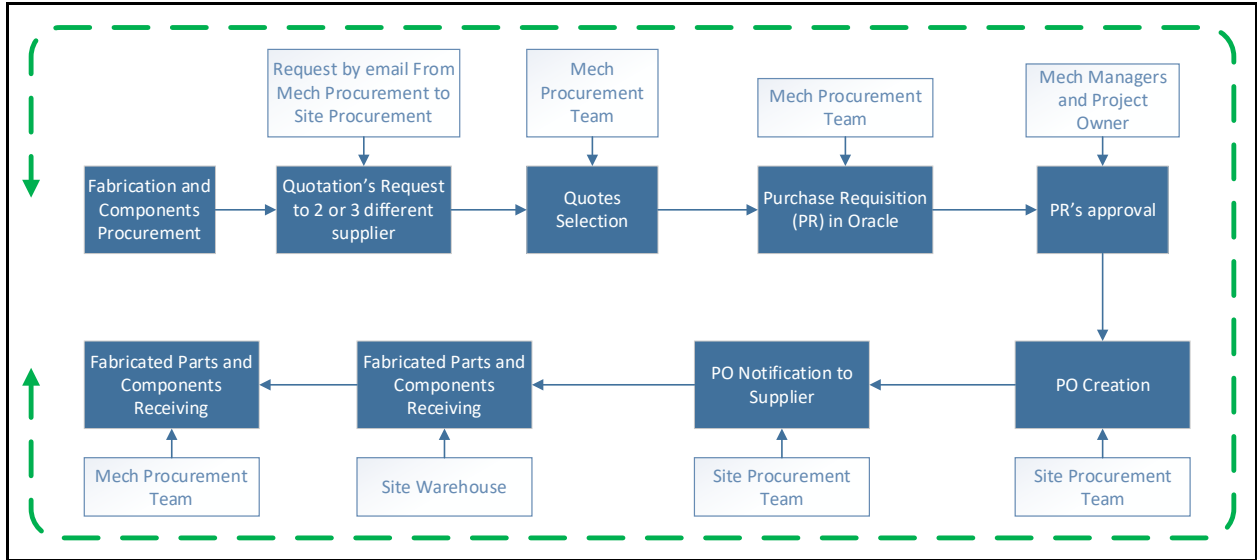 Request by email From
Mech Procurement to
Site Procurement
Mech
Procurement
Team
Mech Procurement
Team
Mech Managers
and Project
Owner
Fabrication and
Components
Procurement
Quotation’s Request
to 2 or 3 different
supplier
Quotes
Selection
Purchase Requisition
(PR) in Oracle
PR’s approval
Fabricated Parts and
Components
Receiving
Fabricated Parts and
Components
Receiving
PO Notification to
Supplier
PO Creation
Mech Procurement
Team
Site Warehouse
Site Procurement
Team
Site Procurement
Team